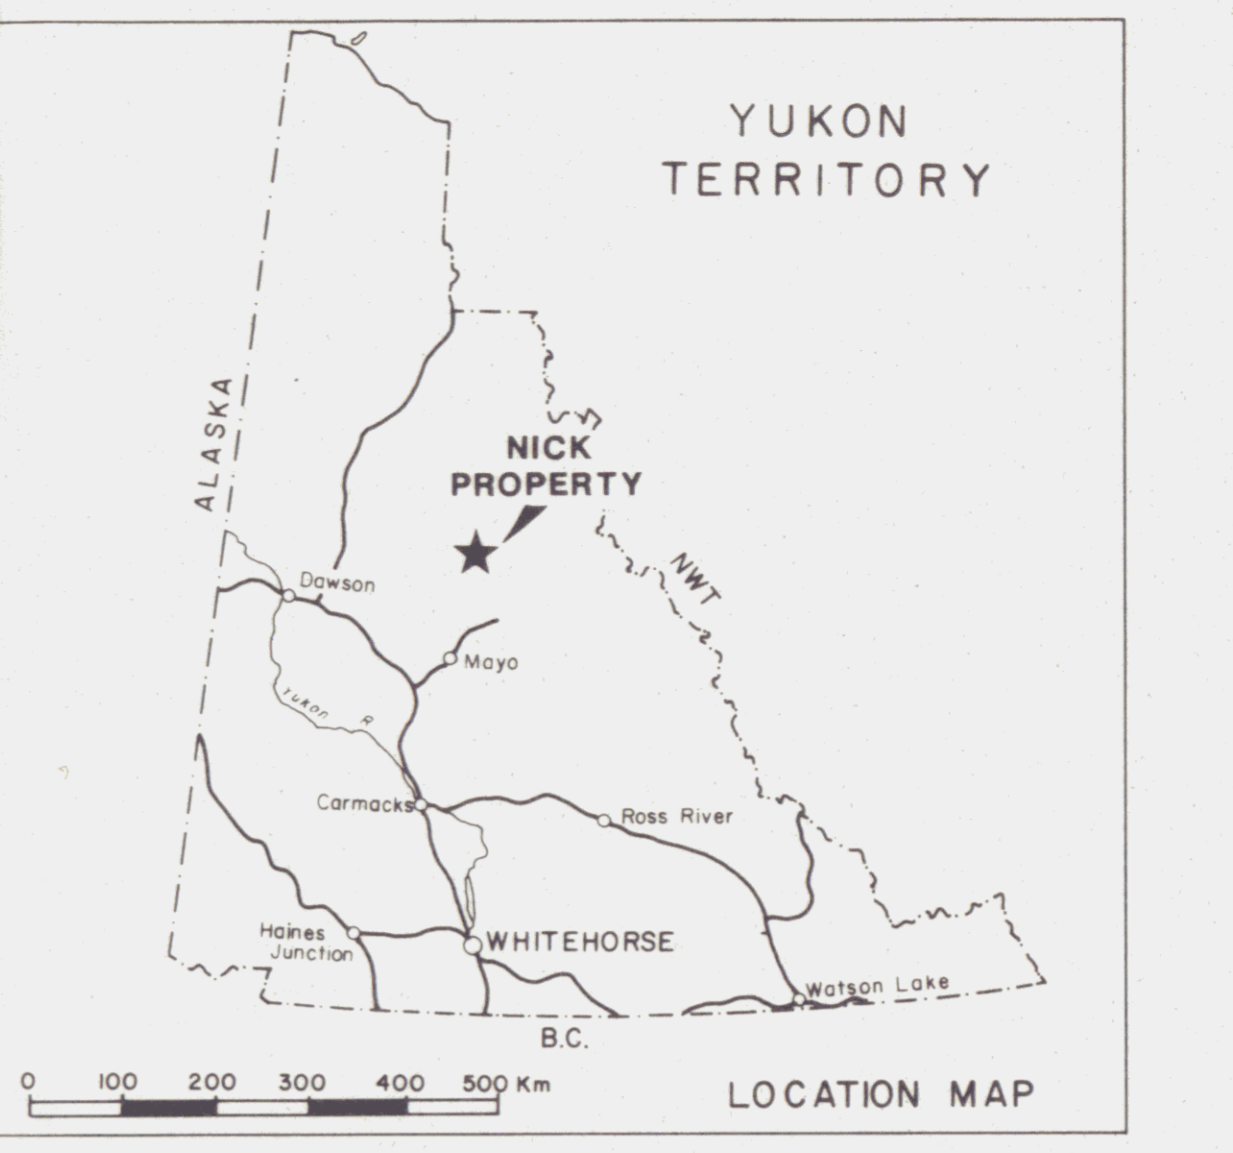 YUKON
TERRITORY
ALASKA
NICK
PROPERTY
NWT
Dawson
Mayo
Yukon R
Carmacks
Ross River
Haines
Junction
WHITEHORSE
Watson Lake
B.C.
0 100 200 300 400 500 Km
LOCATION MAP